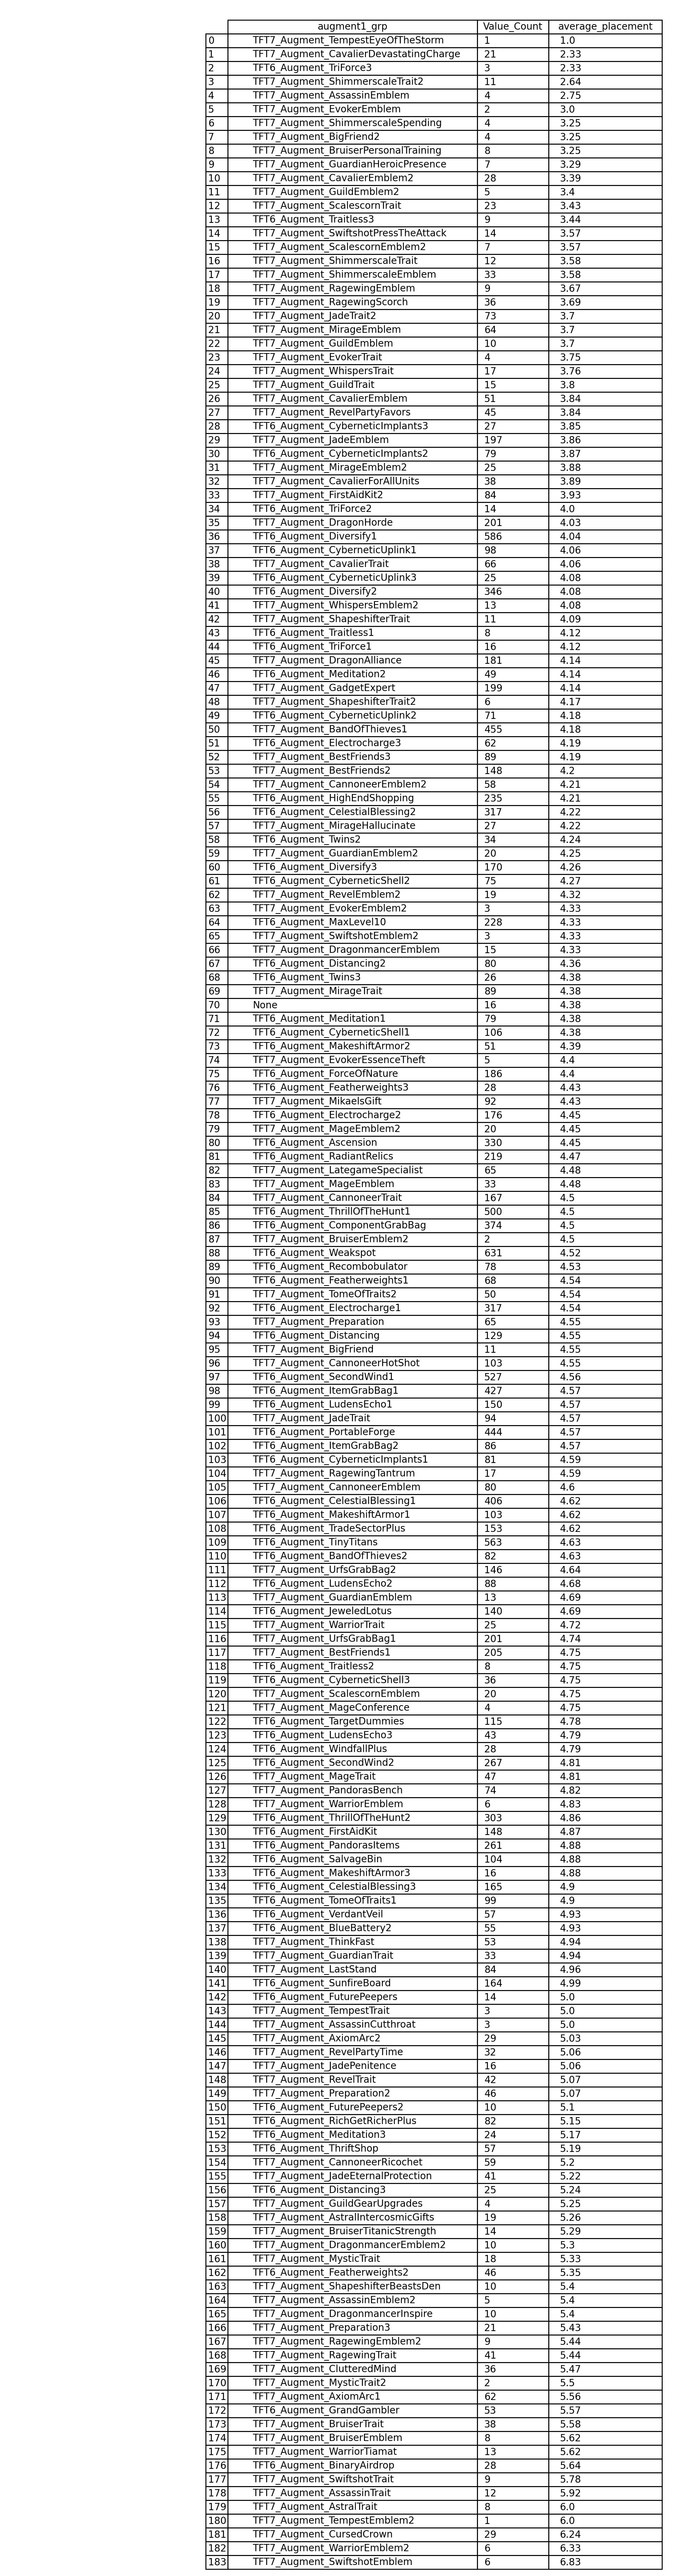 augment1_grp Value_Count average_placement
0 TFT7_Augment_TempestEyeOfTheStorm 1 1.0
1 TFT7_Augment_CavalierDevastatingCharge 21 2.33
2 TFT6_Augment_TriForce3 3 2.33
3 TFT7_Augment_ShimmerscaleTrait2 11 2.64
4 TFT7_Augment_AssassinEmblem 4 2.75
5 TFT7_Augment_EvokerEmblem 2 3.0
6 TFT7_Augment_ShimmerscaleSpending 4 3.25
7 TFT7_Augment_BigFriend2 4 3.25
8 TFT7_Augment_BruiserPersonalTraining 8 3.25
9 TFT7_Augment_GuardianHeroicPresence 7 3.29
10 TFT7_Augment_CavalierEmblem2 28 3.39
11 TFT7_Augment_GuildEmblem2 5 3.4
12 TFT7_Augment_ScalescornTrait 23 3.43
13 TFT6_Augment_Traitless3 9 3.44
14 TFT7_Augment_SwiftshotPressTheAttack 14 3.57
15 TFT7_Augment_ScalescornEmblem2 7 3.57
16 TFT7_Augment_ShimmerscaleTrait 12 3.58
17 TFT7_Augment_ShimmerscaleEmblem 33 3.58
18 TFT7_Augment_RagewingEmblem 9 3.67
19 TFT7_Augment_RagewingScorch 36 3.69
20 TFT7_Augment_JadeTrait2 73 3.7
21 TFT7_Augment_MirageEmblem 64 3.7
22 TFT7_Augment_GuildEmblem 10 3.7
23 TFT7_Augment_EvokerTrait 4 3.75
24 TFT7_Augment_WhispersTrait 17 3.76
25 TFT7_Augment_GuildTrait 15 3.8
26 TFT7_Augment_CavalierEmblem 51 3.84
27 TFT7_Augment_RevelPartyFavors 45 3.84
28 TFT6_Augment_CyberneticImplants3 27 3.85
29 TFT7_Augment_JadeEmblem 197 3.86
30 TFT6_Augment_CyberneticImplants2 79 3.87
31 TFT7_Augment_MirageEmblem2 25 3.88
32 TFT7_Augment_CavalierForAllUnits 38 3.89
33 TFT7_Augment_FirstAidKit2 84 3.93
34 TFT6_Augment_TriForce2 14 4.0
35 TFT7_Augment_DragonHorde 201 4.03
36 TFT6_Augment_Diversify1 586 4.04
37 TFT6_Augment_CyberneticUplink1 98 4.06
38 TFT7_Augment_CavalierTrait 66 4.06
39 TFT6_Augment_CyberneticUplink3 25 4.08
40 TFT6_Augment_Diversify2 346 4.08
41 TFT7_Augment_WhispersEmblem2 13 4.08
42 TFT7_Augment_ShapeshifterTrait 11 4.09
43 TFT6_Augment_Traitless1 8 4.12
44 TFT6_Augment_TriForce1 16 4.12
45 TFT7_Augment_DragonAlliance 181 4.14
46 TFT6_Augment_Meditation2 49 4.14
47 TFT7_Augment_GadgetExpert 199 4.14
48 TFT7_Augment_ShapeshifterTrait2 6 4.17
49 TFT6_Augment_CyberneticUplink2 71 4.18
50 TFT7_Augment_BandOfThieves1 455 4.18
51 TFT6_Augment_Electrocharge3 62 4.19
52 TFT7_Augment_BestFriends3 89 4.19
53 TFT7_Augment_BestFriends2 148 4.2
54 TFT7_Augment_CannoneerEmblem2 58 4.21
55 TFT6_Augment_HighEndShopping 235 4.21
56 TFT6_Augment_CelestialBlessing2 317 4.22
57 TFT7_Augment_MirageHallucinate 27 4.22
58 TFT6_Augment_Twins2 34 4.24
59 TFT7_Augment_GuardianEmblem2 20 4.25
60 TFT6_Augment_Diversify3 170 4.26
61 TFT6_Augment_CyberneticShell2 75 4.27
62 TFT7_Augment_RevelEmblem2 19 4.32
63 TFT7_Augment_EvokerEmblem2 3 4.33
64 TFT6_Augment_MaxLevel10 228 4.33
65 TFT7_Augment_SwiftshotEmblem2 3 4.33
66 TFT7_Augment_DragonmancerEmblem 15 4.33
67 TFT6_Augment_Distancing2 80 4.36
68 TFT6_Augment_Twins3 26 4.38
69 TFT7_Augment_MirageTrait 89 4.38
70 None 16 4.38
71 TFT6_Augment_Meditation1 79 4.38
72 TFT6_Augment_CyberneticShell1 106 4.38
73 TFT6_Augment_MakeshiftArmor2 51 4.39
74 TFT7_Augment_EvokerEssenceTheft 5 4.4
75 TFT6_Augment_ForceOfNature 186 4.4
76 TFT6_Augment_Featherweights3 28 4.43
77 TFT7_Augment_MikaelsGift 92 4.43
78 TFT6_Augment_Electrocharge2 176 4.45
79 TFT7_Augment_MageEmblem2 20 4.45
80 TFT6_Augment_Ascension 330 4.45
81 TFT6_Augment_RadiantRelics 219 4.47
82 TFT7_Augment_LategameSpecialist 65 4.48
83 TFT7_Augment_MageEmblem 33 4.48
84 TFT7_Augment_CannoneerTrait 167 4.5
85 TFT6_Augment_ThrillOfTheHunt1 500 4.5
86 TFT6_Augment_ComponentGrabBag 374 4.5
87 TFT7_Augment_BruiserEmblem2 2 4.5
88 TFT6_Augment_Weakspot 631 4.52
89 TFT6_Augment_Recombobulator 78 4.53
90 TFT6_Augment_Featherweights1 68 4.54
91 TFT7_Augment_TomeOfTraits2 50 4.54
92 TFT6_Augment_Electrocharge1 317 4.54
93 TFT7_Augment_Preparation 65 4.55
94 TFT6_Augment_Distancing 129 4.55
95 TFT7_Augment_BigFriend 11 4.55
96 TFT7_Augment_CannoneerHotShot 103 4.55
97 TFT6_Augment_SecondWind1 527 4.56
98 TFT6_Augment_ItemGrabBag1 427 4.57
99 TFT6_Augment_LudensEcho1 150 4.57
100 TFT7_Augment_JadeTrait 94 4.57
101 TFT6_Augment_PortableForge 444 4.57
102 TFT6_Augment_ItemGrabBag2 86 4.57
103 TFT6_Augment_CyberneticImplants1 81 4.59
104 TFT7_Augment_RagewingTantrum 17 4.59
105 TFT7_Augment_CannoneerEmblem 80 4.6
106 TFT6_Augment_CelestialBlessing1 406 4.62
107 TFT6_Augment_MakeshiftArmor1 103 4.62
108 TFT6_Augment_TradeSectorPlus 153 4.62
109 TFT6_Augment_TinyTitans 563 4.63
110 TFT6_Augment_BandOfThieves2 82 4.63
111 TFT7_Augment_UrfsGrabBag2 146 4.64
112 TFT6_Augment_LudensEcho2 88 4.68
113 TFT7_Augment_GuardianEmblem 13 4.69
114 TFT6_Augment_JeweledLotus 140 4.69
115 TFT7_Augment_WarriorTrait 25 4.72
116 TFT7_Augment_UrfsGrabBag1 201 4.74
117 TFT7_Augment_BestFriends1 205 4.75
118 TFT6_Augment_Traitless2 8 4.75
119 TFT6_Augment_CyberneticShell3 36 4.75
120 TFT7_Augment_ScalescornEmblem 20 4.75
121 TFT7_Augment_MageConference 4 4.75
122 TFT6_Augment_TargetDummies 115 4.78
123 TFT6_Augment_LudensEcho3 43 4.79
124 TFT6_Augment_WindfallPlus 28 4.79
125 TFT6_Augment_SecondWind2 267 4.81
126 TFT7_Augment_MageTrait 47 4.81
127 TFT7_Augment_PandorasBench 74 4.82
128 TFT7_Augment_WarriorEmblem 6 4.83
129 TFT6_Augment_ThrillOfTheHunt2 303 4.86
130 TFT7_Augment_FirstAidKit 148 4.87
131 TFT6_Augment_PandorasItems 261 4.88
132 TFT6_Augment_SalvageBin 104 4.88
133 TFT6_Augment_MakeshiftArmor3 16 4.88
134 TFT6_Augment_CelestialBlessing3 165 4.9
135 TFT6_Augment_TomeOfTraits1 99 4.9
136 TFT6_Augment_VerdantVeil 57 4.93
137 TFT6_Augment_BlueBattery2 55 4.93
138 TFT7_Augment_ThinkFast 53 4.94
139 TFT7_Augment_GuardianTrait 33 4.94
140 TFT7_Augment_LastStand 84 4.96
141 TFT6_Augment_SunfireBoard 164 4.99
142 TFT7_Augment_FuturePeepers 14 5.0
143 TFT7_Augment_TempestTrait 3 5.0
144 TFT7_Augment_AssassinCutthroat 3 5.0
145 TFT7_Augment_AxiomArc2 29 5.03
146 TFT7_Augment_RevelPartyTime 32 5.06
147 TFT7_Augment_JadePenitence 16 5.06
148 TFT7_Augment_RevelTrait 42 5.07
149 TFT7_Augment_Preparation2 46 5.07
150 TFT7_Augment_FuturePeepers2 10 5.1
151 TFT6_Augment_RichGetRicherPlus 82 5.15
152 TFT6_Augment_Meditation3 24 5.17
153 TFT6_Augment_ThriftShop 57 5.19
154 TFT7_Augment_CannoneerRicochet 59 5.2
155 TFT7_Augment_JadeEternalProtection 41 5.22
156 TFT6_Augment_Distancing3 25 5.24
157 TFT7_Augment_GuildGearUpgrades 4 5.25
158 TFT7_Augment_AstralIntercosmicGifts 19 5.26
159 TFT7_Augment_BruiserTitanicStrength 14 5.29
160 TFT7_Augment_DragonmancerEmblem2 10 5.3
161 TFT7_Augment_MysticTrait 18 5.33
162 TFT6_Augment_Featherweights2 46 5.35
163 TFT7_Augment_ShapeshifterBeastsDen 10 5.4
164 TFT7_Augment_AssassinEmblem2 5 5.4
165 TFT7_Augment_DragonmancerInspire 10 5.4
166 TFT7_Augment_Preparation3 21 5.43
167 TFT7_Augment_RagewingEmblem2 9 5.44
168 TFT7_Augment_RagewingTrait 41 5.44
169 TFT7_Augment_ClutteredMind 36 5.47
170 TFT7_Augment_MysticTrait2 2 5.5
171 TFT7_Augment_AxiomArc1 62 5.56
172 TFT6_Augment_GrandGambler 53 5.57
173 TFT7_Augment_BruiserTrait 38 5.58
174 TFT7_Augment_BruiserEmblem 8 5.62
175 TFT7_Augment_WarriorTiamat 13 5.62
176 TFT6_Augment_BinaryAirdrop 28 5.64
177 TFT7_Augment_SwiftshotTrait 9 5.78
178 TFT7_Augment_AssassinTrait 12 5.92
179 TFT7_Augment_AstralTrait 8 6.0
180 TFT7_Augment_TempestEmblem2 1 6.0
181 TFT7_Augment_CursedCrown 29 6.24
182 TFT7_Augment_WarriorEmblem2 6 6.33
183 TFT7_Augment_SwiftshotEmblem 6 6.83